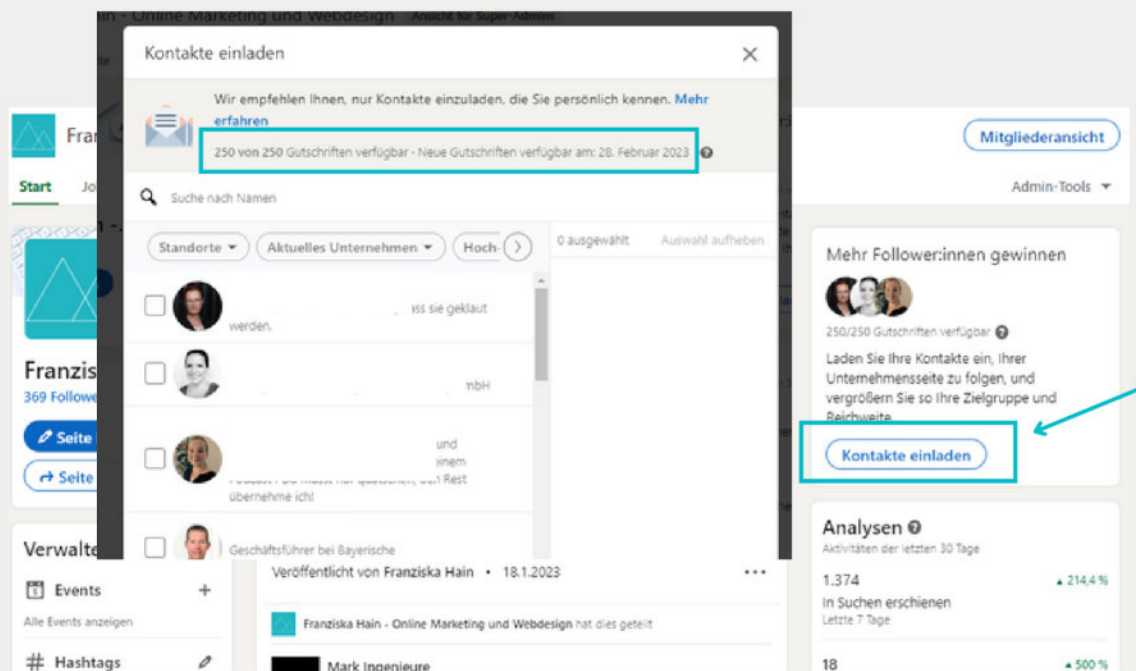 in - Online Marketing und Webdesign Ansicht für Super-Admins
Kontakte einladen
Wir empfehlen Ihnen, nur Kontakte einzuladen, die Sie persönlich kennen. Mehr
erfahren
250 von 250 Gutschriften verfügbar - Neue Gutschriften verfügbar am: 28. Februar 2023
Suche nach Namen
Standorte
Aktuelles Unternehmen
Hoch-
0 ausgewählt
Auswahl aufheben
ass sie geklaut
werden.
mbH
und
einem
Rest
übernehme ich!
Geschäftsführer bei Bayerische
Fra
Start Jo
Franzis
369 Followe
Seite
Seite
Verwalte
Events +
Alle Events anzeigen
# Hashtags
Veröffentlicht von Franziska Hain • 18.1.2023
Franziska Hain - Online Marketing und Webdesign hat dies geteilt
Mark Ingenieure
Mitgliederansicht
Admin-Tools
Mehr Follower:innen gewinnen
250/250 Gutschriften verfügbar
Laden Sie Ihre Kontakte ein, Ihrer
Unternehmensseite zu folgen, und
vergrößern Sie so Ihre Zielgruppe und
Reichweite
Kontakte einladen
Analysen
Aktivitäten der letzten 30 Tage
1.374 ▲ 214,4 %
In Suchen erschienen
Letzte 7 Tage
18 ▲ 500 %